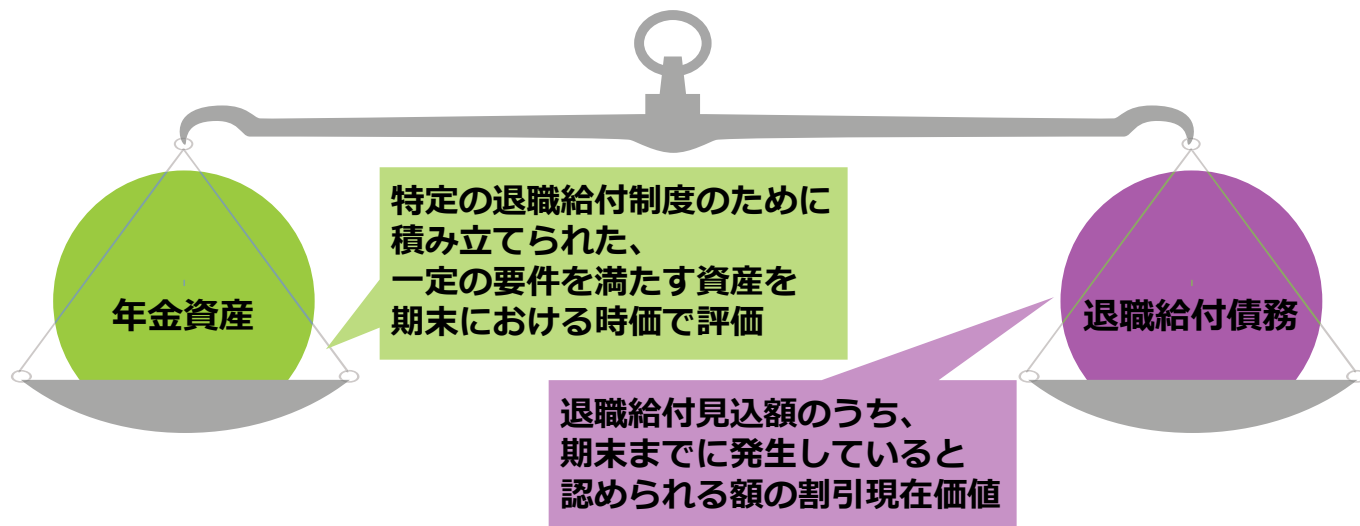 特定の退職給付制度のために
積み立てられた、
一定の要件を満たす資産を
期末における時価で評価
年金資産
退職給付債務
退職給付見込額のうち、
期末までに発生していると
認められる額の割引現在価値